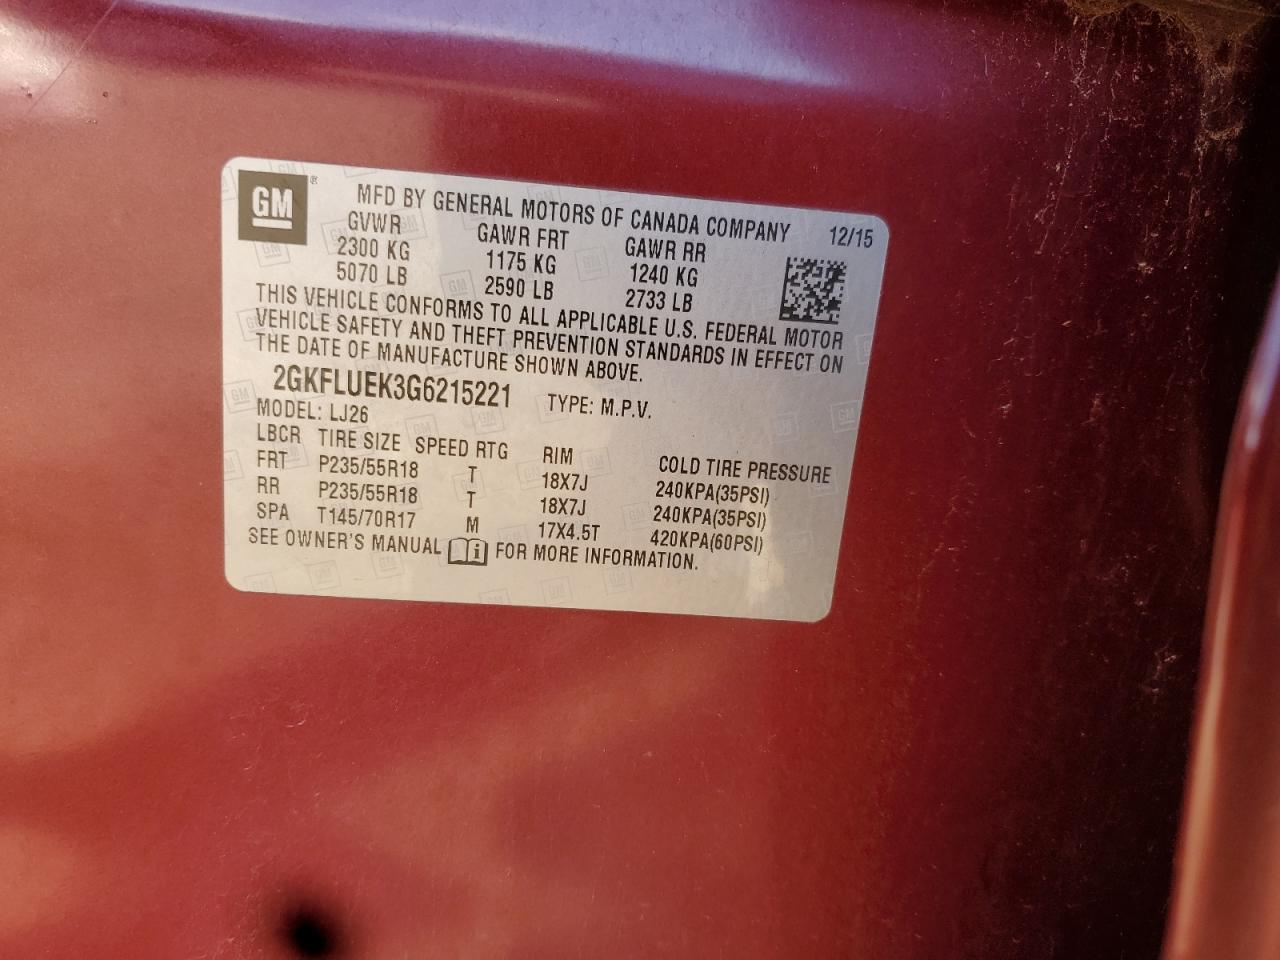 GM ® MFD BY GENERAL MOTORS OF CANADA COMPANY 12/15
GVWR GAWR FRT GAWR RR
2300 KG 1175 KG 1240 KG
5070 LB 2590 LB 2733 LB
THIS VEHICLE CONFORMS TO ALL APPLICABLE U.S. FEDERAL MOTOR
VEHICLE SAFETY AND THEFT PREVENTION STANDARDS IN EFFECT ON
THE DATE OF MANUFACTURE SHOWN ABOVE.
2GKFLUEK3G6215221 TYPE: M.P.V.
MODEL: LJ26
LBCR TIRE SIZE SPEED RTG RIM COLD TIRE PRESSURE
FRT P235/55R18 T 18X7J 240KPA(35PSI)
RR P235/55R18 T 18X7J 240KPA(35PSI)
SPA T145/70R17 M 17X4.5T 420KPA(60PSI)
SEE OWNER'S MANUAL i FOR MORE INFORMATION.